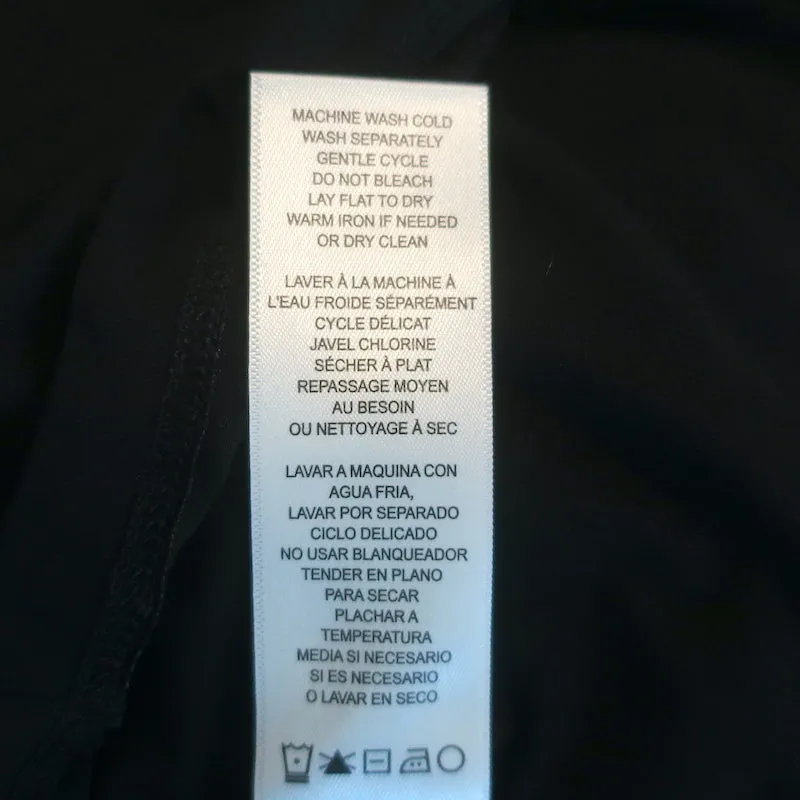 MACHINE WASH COLD
WASH SEPARATELY
GENTLE CYCLE
DO NOT BLEACH
LAY FLAT TO DRY
WARM IRON IF NEEDED
OR DRY CLEAN
LAVER À LA MACHINE À
L'EAU FROIDE SÉPARÉMENT
CYCLE DÉLICAT
JAVEL CHLORINE
SÉCHER À PLAT
REPASSAGE MOYEN
AU BESOIN
OU NETTOYAGE À SEC
LAVAR A MAQUINA CON
AGUA FRIA,
LAVAR POR SEPARADO
CICLO DELICADO
NO USAR BLANQUEADOR
TENDER EN PLANO
PARA SECAR
PLACHAR A
TEMPERATURA
MEDIA SI NECESARIO
SI ES NECESARIO
O LAVAR EN SECO